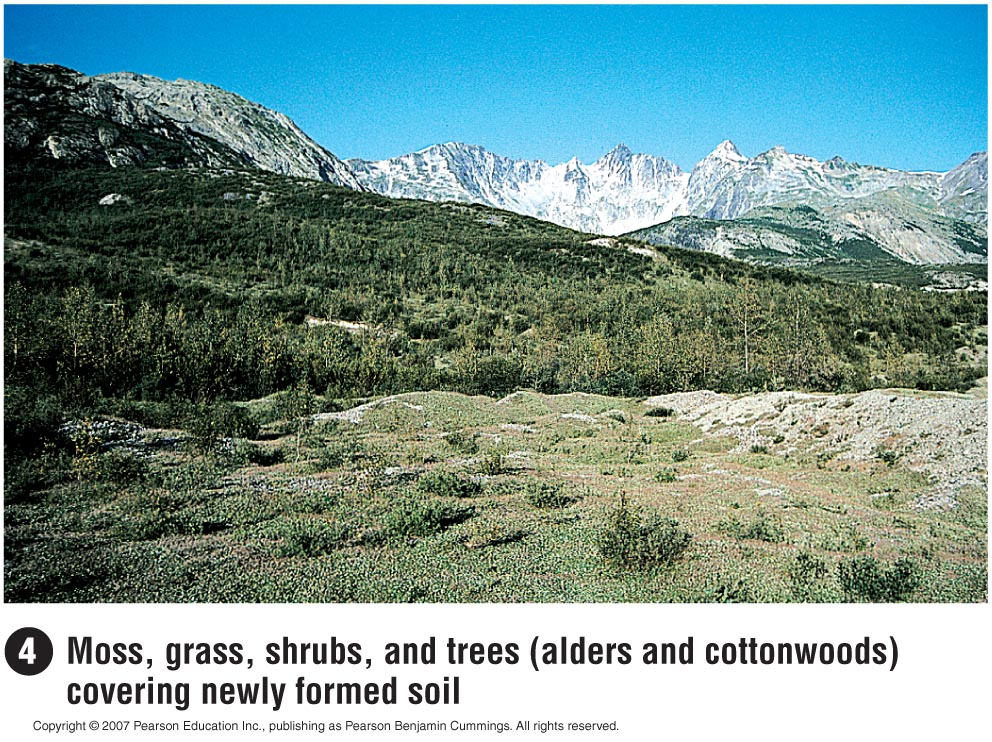 4 Moss, grass, shrubs, and trees (alders and cottonwoods)
covering newly formed soil
Copyright © 2007 Pearson Education Inc., publishing as Pearson Benjamin Cummings. All rights reserved.